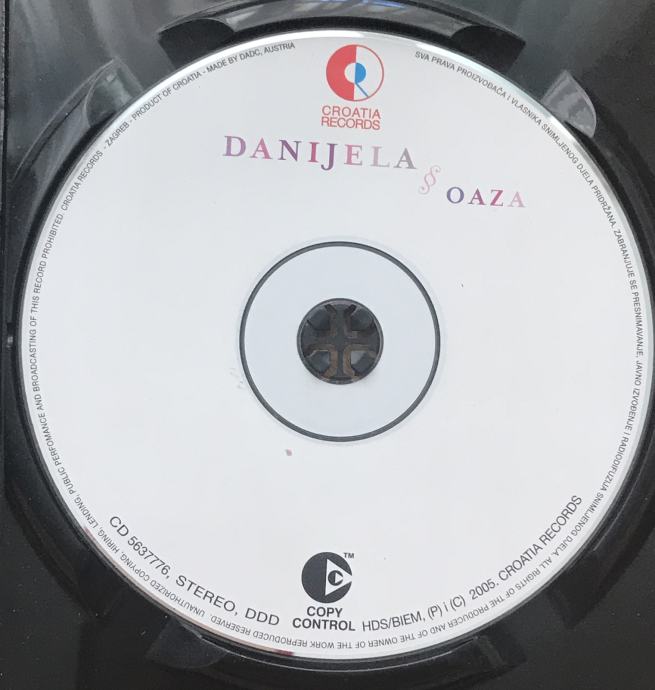 CROATIA
RECORDS
DANIJELA
§ OAZA
CD 5637776, STEREO, DDD
COPY
CONTROL
TM
HDS/BIEM, (P) i (C) 2005. CROATIA RECORDS
SVA PRAVA PROIZVOĐAČA I VLASNIKA SNIMLJENOG DJELA PRIDRŽANA. ZABRANJUJE SE PRESNIMAVANJE, JAVNO IZVOĐENJE I RADIODIFUZIJA SNIMLJENOG DJELA. ALL RIGHTS OF THE PRODUCER AND OF THE OWNER OF THE WORK REPRODUCED RESERVED. UNAUTHORIZED COPYING, HIRING, LENDING, PUBLIC PERFOMANCE AND BROADCASTING OF THIS RECORD PROHIBITED. CROATIA RECORDS - ZAGREB - PRODUCT OF CROATIA - MADE BY DADC, AUSTRIA